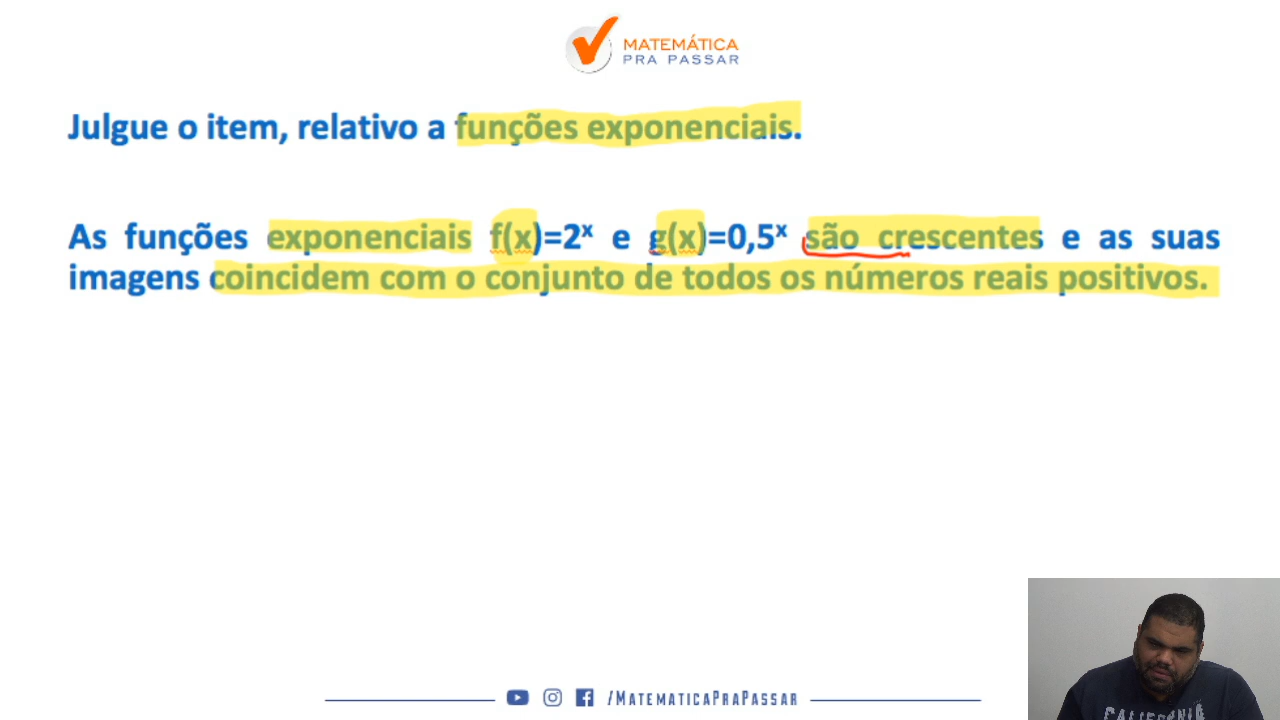 MATEMÁTICA
PRA PASSAR
Julgue o item, relativo a funções exponenciais.
As funções exponenciais f(x)=2ˣ e g(x)=0,5ˣ são crescentes e as suas
imagens coincidem com o conjunto de todos os números reais positivos.
/MATEMATICAPRAPASSAR
CALIFORNIA